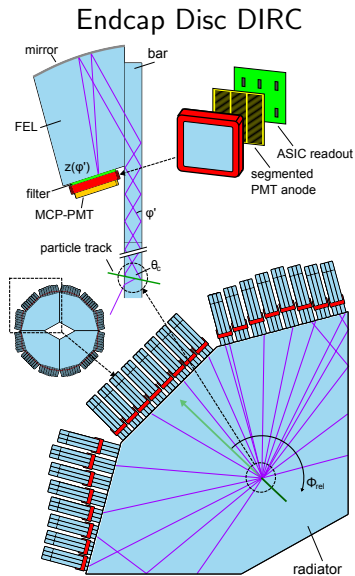 Endcap Disc DIRC
mirror
bar
FEL
z(φ')
filter
MCP-PMT
ASIC readout
segmented
PMT anode
φ'
particle track
θc
Φrel
radiator